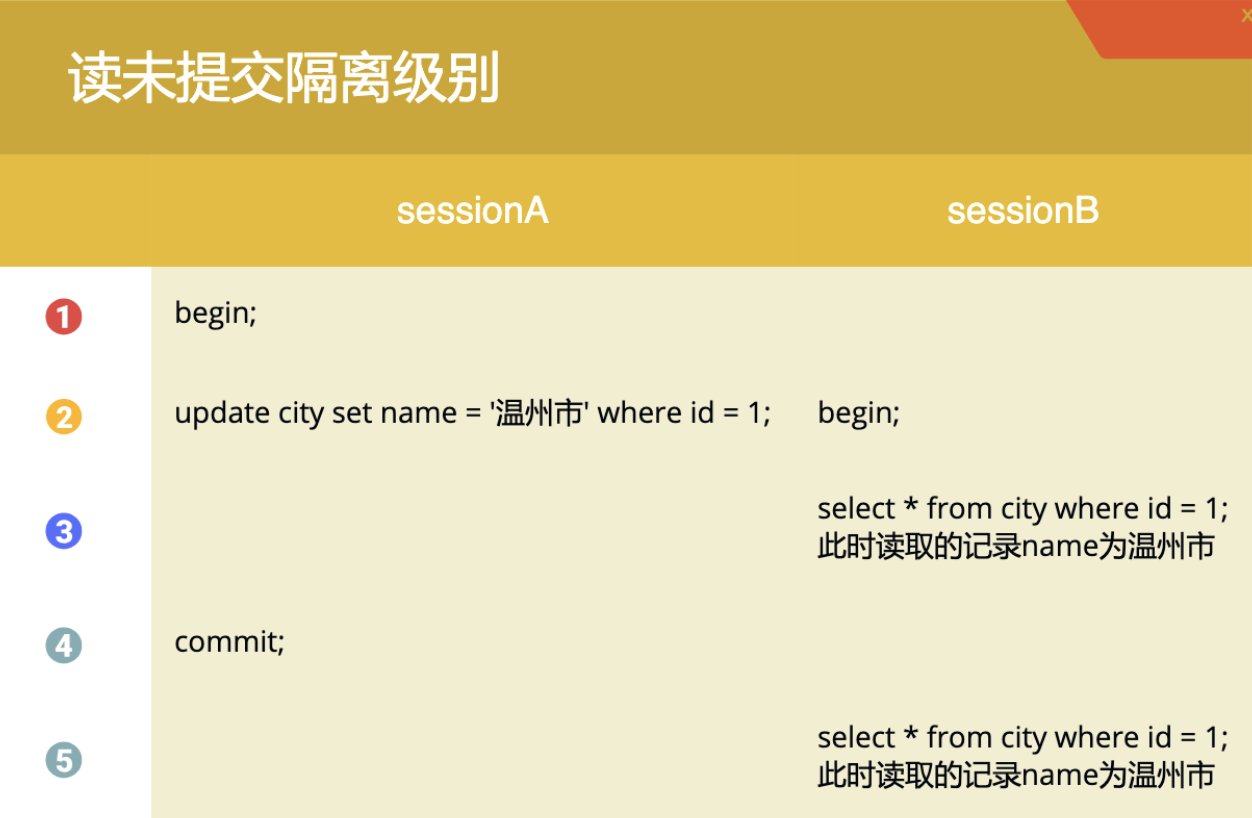 读未提交隔离级别
sessionA sessionB
1 begin;
2 update city set name = '温州市' where id = 1; begin;
3 select * from city where id = 1;
此时读取的记录name为温州市
4 commit;
5 select * from city where id = 1;
此时读取的记录name为温州市